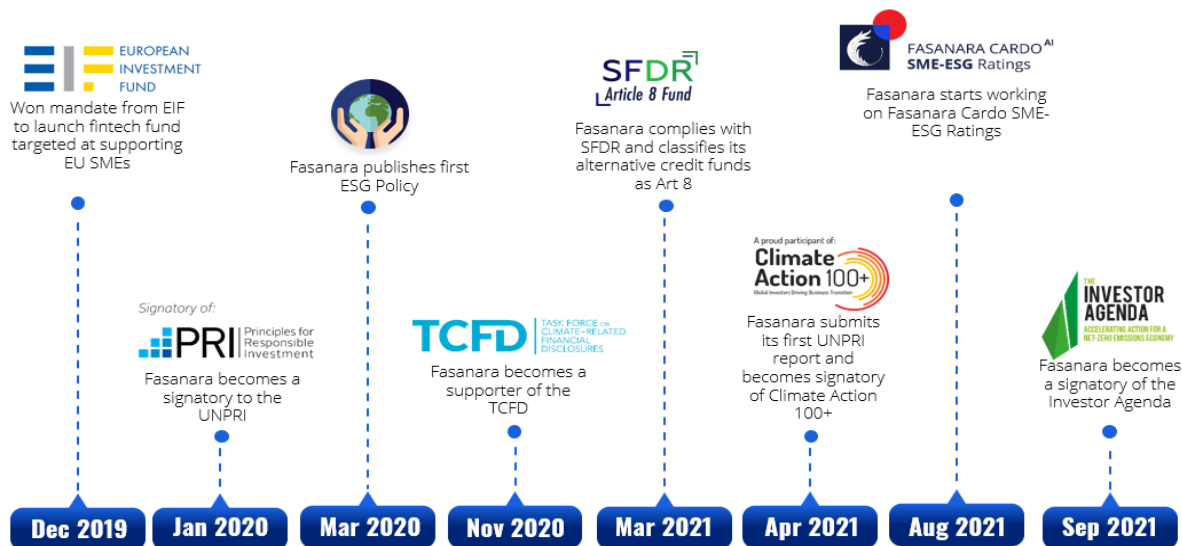 EIF EUROPEAN
INVESTMENT
FUND
Won mandate from EIF
to launch fintech fund
targeted at supporting
EU SMEs
Dec 2019
Signatory of:
PRI Principles for
Responsible
Investment
Fasanara becomes a
signatory to the
UNPRI
Jan 2020
Fasanara publishes first
ESG Policy
Mar 2020
TCFD TASK FORCE ON
CLIMATE-RELATED
FINANCIAL
DISCLOSURES
Fasanara becomes a
supporter of the
TCFD
Nov 2020
SFDR
Article 8 Fund
Fasanara complies with
SFDR and classifies its
alternative credit funds
as Art 8
Mar 2021
A proud participant of:
Climate
Action 100+
Global Investors Driving Business Transition
Fasanara submits
its first UNPRI
report and
becomes signatory
of Climate Action
100+
Apr 2021
FASANARA CARDO AI
SME-ESG Ratings
Fasanara starts working
on Fasanara Cardo SME-
ESG Ratings
Aug 2021
THE
INVESTOR
AGENDA
ACCELERATING ACTION FOR A
NET-ZERO EMISSIONS ECONOMY
Fasanara becomes
a signatory of the
Investor Agenda
Sep 2021